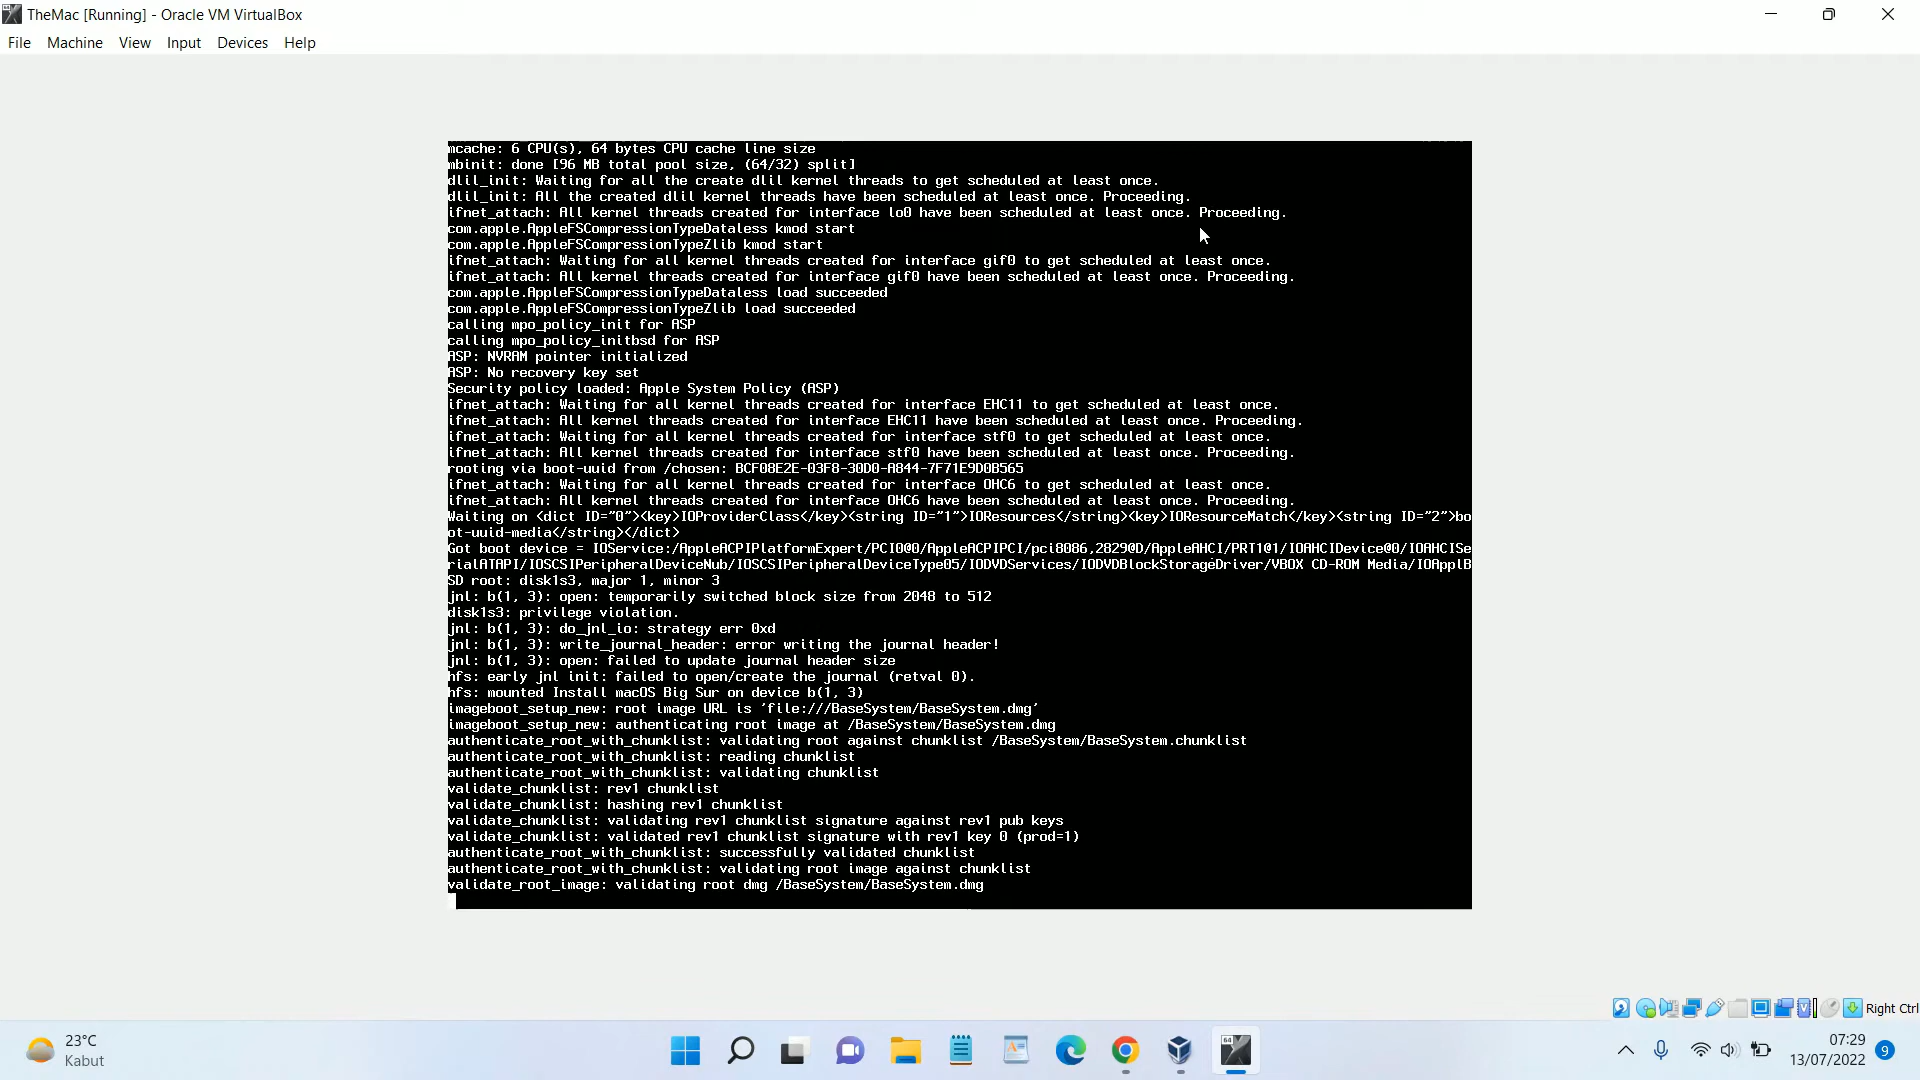 TheMac [Running] - Oracle VM VirtualBox
File Machine View Input Devices Help
mcache: 6 CPU(s), 64 bytes CPU cache line size
mbinit: done [96 MB total pool size, (64/32) split]
dlil_init: Waiting for all the create dlil kernel threads to get scheduled at least once.
dlil_init: All the created dlil kernel threads have been scheduled at least once. Proceeding.
ifnet_attach: All kernel threads created for interface lo0 have been scheduled at least once. Proceeding.
com.apple.AppleFSCompressionTypeDataless kmod start
com.apple.AppleFSCompressionTypeZlib kmod start
ifnet_attach: Waiting for all kernel threads created for interface gif0 to get scheduled at least once.
ifnet_attach: All kernel threads created for interface gif0 have been scheduled at least once. Proceeding.
com.apple.AppleFSCompressionTypeDataless load succeeded
com.apple.AppleFSCompressionTypeZlib load succeeded
calling mpo_policy_init for ASP
calling mpo_policy_initbsd for ASP
ASP: NVRAM pointer initialized
ASP: No recovery key set
Security policy loaded: Apple System Policy (ASP)
ifnet_attach: Waiting for all kernel threads created for interface EHC11 to get scheduled at least once.
ifnet_attach: All kernel threads created for interface EHC11 have been scheduled at least once. Proceeding.
ifnet_attach: Waiting for all kernel threads created for interface stf0 to get scheduled at least once.
ifnet_attach: All kernel threads created for interface stf0 have been scheduled at least once. Proceeding.
rooting via boot-uuid from /chosen: BCF08E2E-03F8-30D0-A844-7F71E9D0B565
ifnet_attach: Waiting for all kernel threads created for interface OHC6 to get scheduled at least once.
ifnet_attach: All kernel threads created for interface OHC6 have been scheduled at least once. Proceeding.
Waiting on <dict ID="0"><key>IOProviderClass</key><string ID="1">IOResources</string><key>IOResourceMatch</key><string ID="2">bo
ot-uuid-media</string></dict>
Got boot device = IOService:/AppleACPIPlatformExpert/PCI0@0/AppleACPIPCI/pci8086,2829@D/AppleAHCI/PRT1@1/IOAHCIDevice@0/IOAHCISe
rialATAPI/IOSCSIPeripheralDeviceNub/IOSCSIPeripheralDeviceType05/IODVDServices/IODVDBlockStorageDriver/VBOX CD-ROM Media/IOApplB
SD root: disk1s3, major 1, minor 3
jnl: b(1, 3): open: temporarily switched block size from 2048 to 512
disk1s3: privilege violation.
jnl: b(1, 3): do_jnl_io: strategy err 0xd
jnl: b(1, 3): write_journal_header: error writing the journal header!
jnl: b(1, 3): open: failed to update journal header size
hfs: early jnl init: failed to open/create the journal (retval 0).
hfs: mounted Install macOS Big Sur on device b(1, 3)
imageboot_setup_new: root image URL is 'file:///BaseSystem/BaseSystem.dmg'
imageboot_setup_new: authenticating root image at /BaseSystem/BaseSystem.dmg
authenticate_root_with_chunklist: validating root against chunklist /BaseSystem/BaseSystem.chunklist
authenticate_root_with_chunklist: reading chunklist
authenticate_root_with_chunklist: validating chunklist
validate_chunklist: rev1 chunklist
validate_chunklist: hashing rev1 chunklist
validate_chunklist: validating rev1 chunklist signature against rev1 pub keys
validate_chunklist: validated rev1 chunklist signature with rev1 key 0 (prod=1)
authenticate_root_with_chunklist: successfully validated chunklist
authenticate_root_with_chunklist: validating root image against chunklist
validate_root_image: validating root dmg /BaseSystem/BaseSystem.dmg
Right Ctrl
23°C
Kabut
07:29
13/07/2022
9